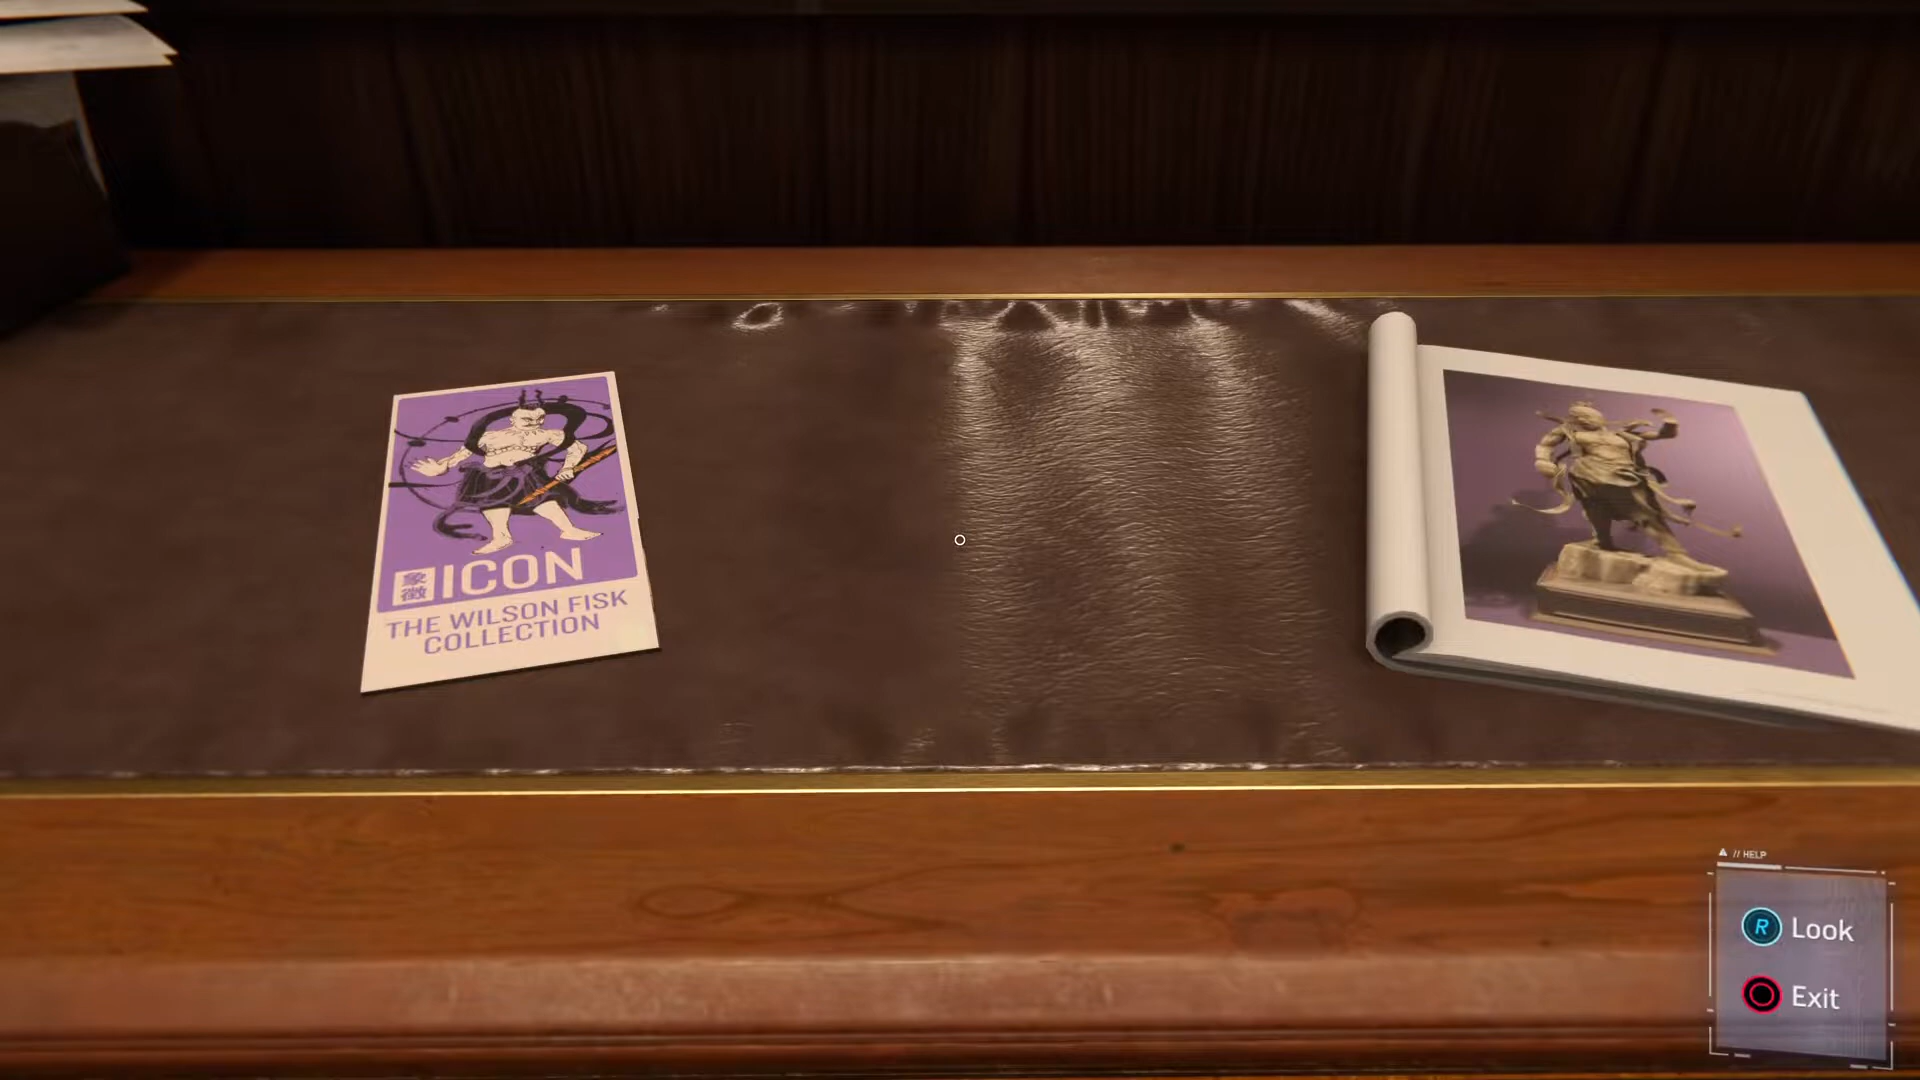 象
徵
ICON
THE WILSON FISK
COLLECTION
// HELP
R Look
Exit